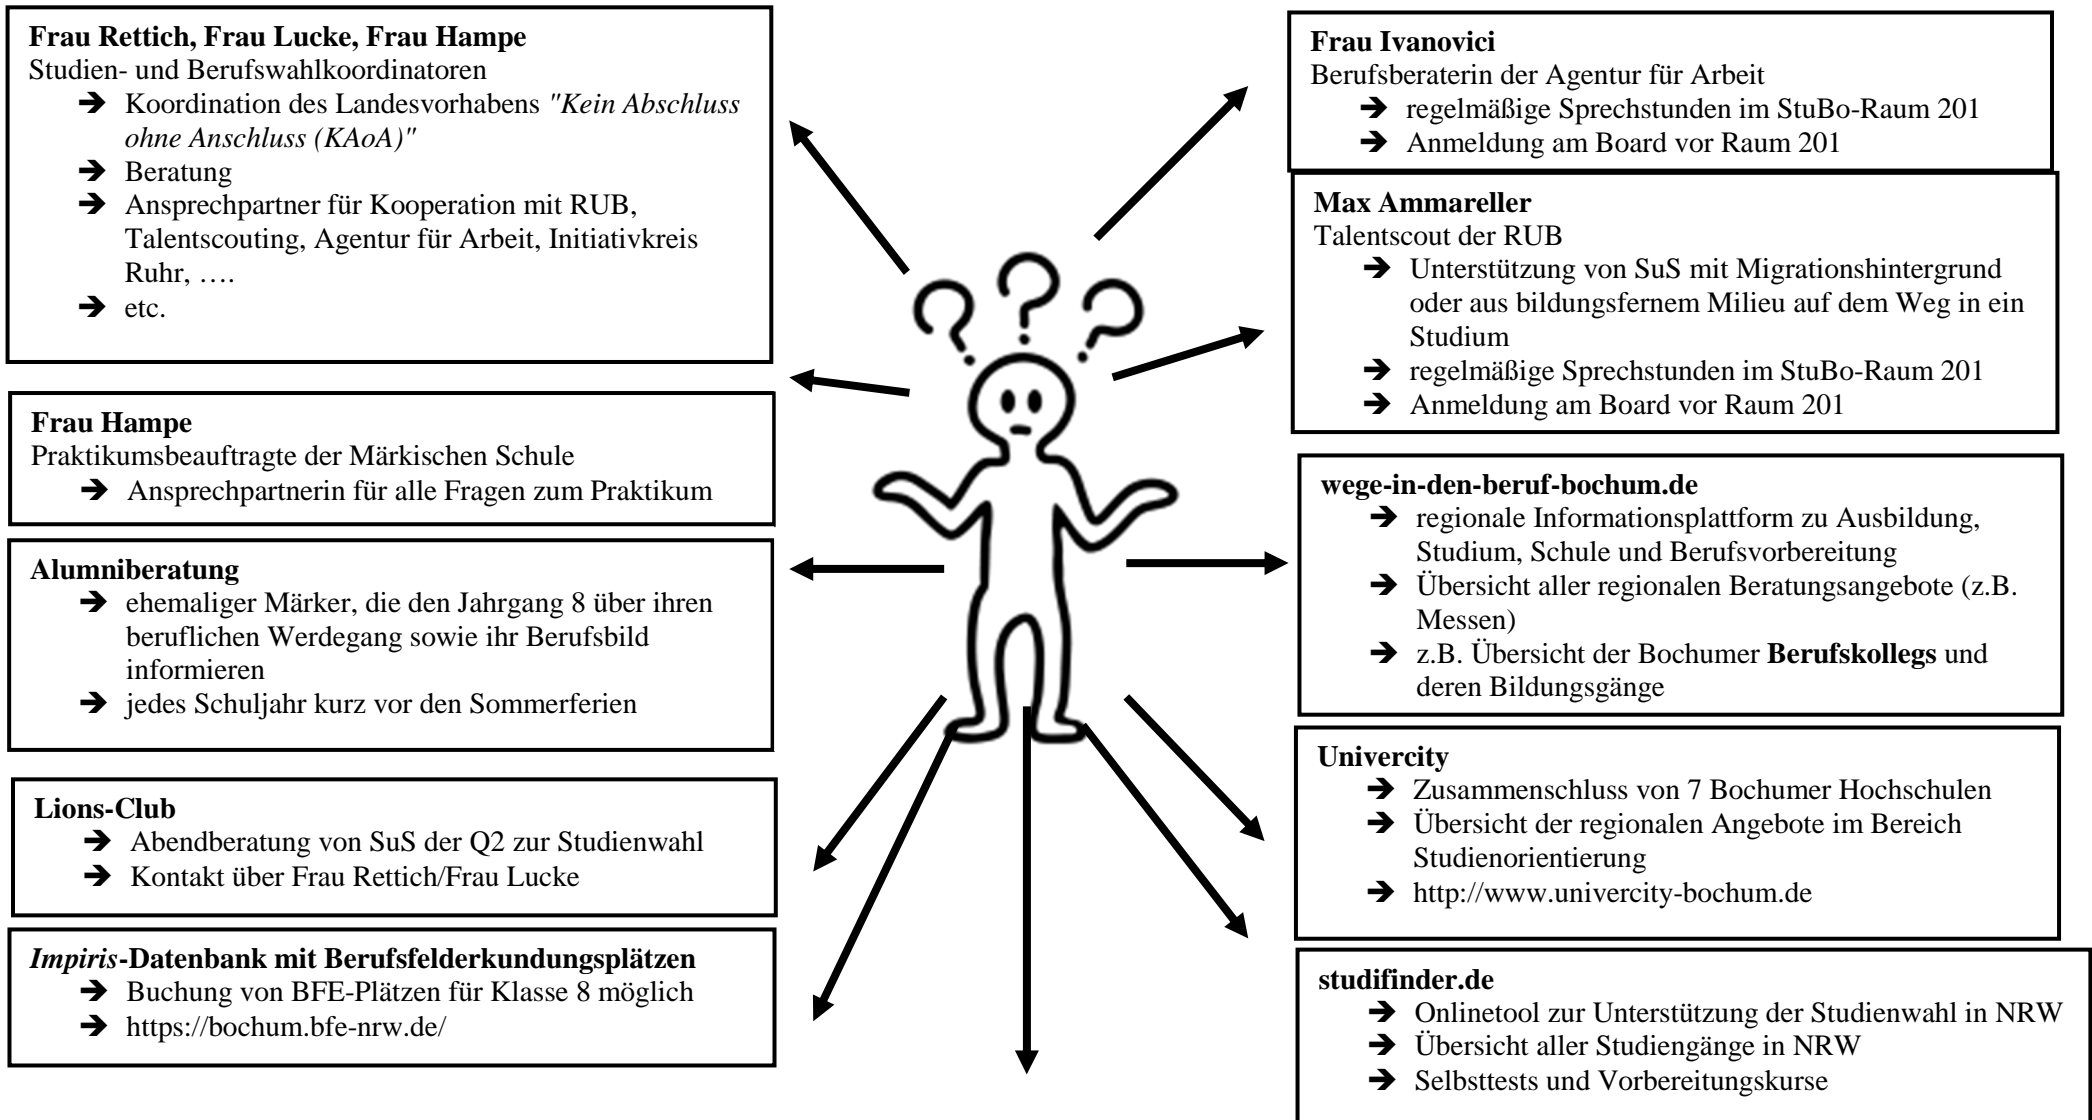 Frau Rettich, Frau Lucke, Frau Hampe
Studien- und Berufswahlkoordinatoren
➔ Koordination des Landesvorhabens "Kein Abschluss
ohne Anschluss (KAoA)"
➔ Beratung
➔ Ansprechpartner für Kooperation mit RUB,
Talentscouting, Agentur für Arbeit, Initiativkreis
Ruhr, ….
➔ etc.
Frau Hampe
Praktikumsbeauftragte der Märkischen Schule
➔ Ansprechpartnerin für alle Fragen zum Praktikum
Alumniberatung
➔ ehemaliger Märker, die den Jahrgang 8 über ihren
beruflichen Werdegang sowie ihr Berufsbild
informieren
➔ jedes Schuljahr kurz vor den Sommerferien
Lions-Club
➔ Abendberatung von SuS der Q2 zur Studienwahl
➔ Kontakt über Frau Rettich/Frau Lucke
Impiris-Datenbank mit Berufsfelderkundungsplätzen
➔ Buchung von BFE-Plätzen für Klasse 8 möglich
➔ https://bochum.bfe-nrw.de/
? ? ?
Frau Ivanovici
Berufsberaterin der Agentur für Arbeit
➔ regelmäßige Sprechstunden im StuBo-Raum 201
➔ Anmeldung am Board vor Raum 201
Max Ammareller
Talentscout der RUB
➔ Unterstützung von SuS mit Migrationshintergrund
oder aus bildungsfernem Milieu auf dem Weg in ein
Studium
➔ regelmäßige Sprechstunden im StuBo-Raum 201
➔ Anmeldung am Board vor Raum 201
wege-in-den-beruf-bochum.de
➔ regionale Informationsplattform zu Ausbildung,
Studium, Schule und Berufsvorbereitung
➔ Übersicht aller regionalen Beratungsangebote (z.B.
Messen)
➔ z.B. Übersicht der Bochumer Berufskollegs und
deren Bildungsgänge
Univercity
➔ Zusammenschluss von 7 Bochumer Hochschulen
➔ Übersicht der regionalen Angebote im Bereich
Studienorientierung
➔ http://www.univercity-bochum.de
studifinder.de
➔ Onlinetool zur Unterstützung der Studienwahl in NRW
➔ Übersicht aller Studiengänge in NRW
➔ Selbsttests und Vorbereitungskurse